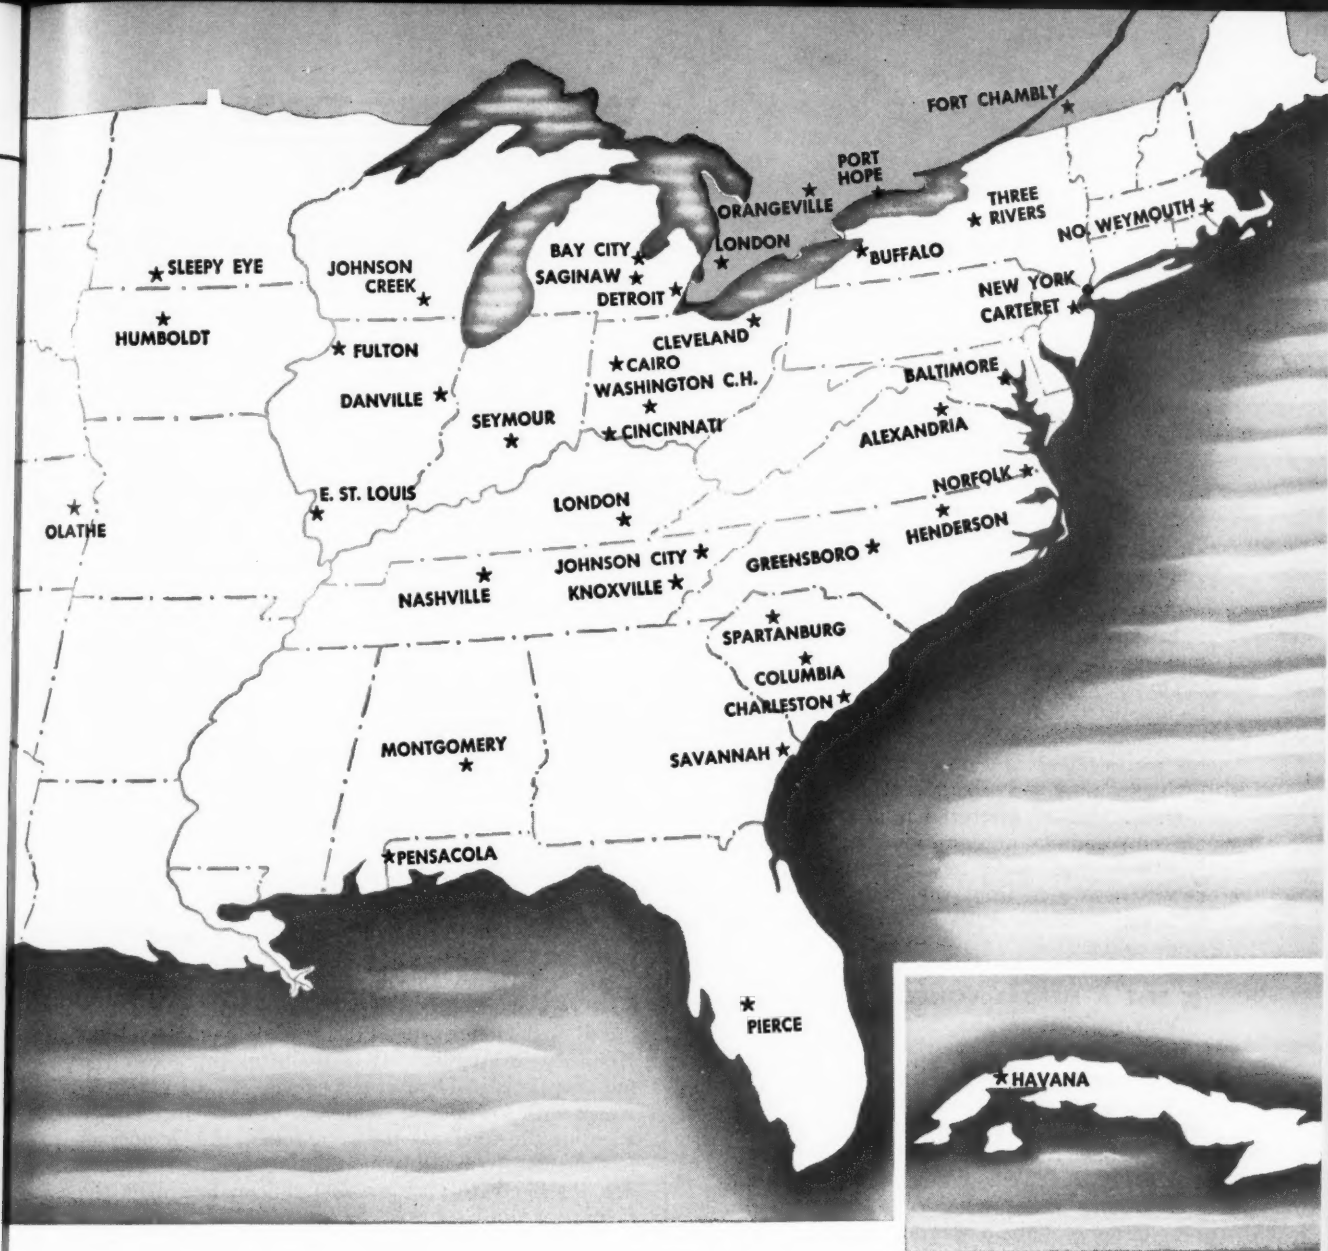 FORT CHAMBLY
PORT
HOPE
ORANGEVILLE
THREE
RIVERS
NO. WEYMOUTH
LONDON
BAY CITY
SAGINAW
DETROIT
BUFFALO
SLEEPY EYE
JOHNSON
CREEK
NEW YORK
CARTERET
HUMBOLDT
FULTON
CLEVELAND
CAIRO
WASHINGTON C.H.
BALTIMORE
DANVILLE
SEYMOUR
CINCINNATI
ALEXANDRIA
NORFOLK
E. ST. LOUIS
LONDON
HENDERSON
OLATHE
JOHNSON CITY
GREENSBORO
KNOXVILLE
NASHVILLE
SPARTANBURG
COLUMBIA
CHARLESTON
MONTGOMERY
SAVANNAH
PENSACOLA
PIERCE
HAVANA